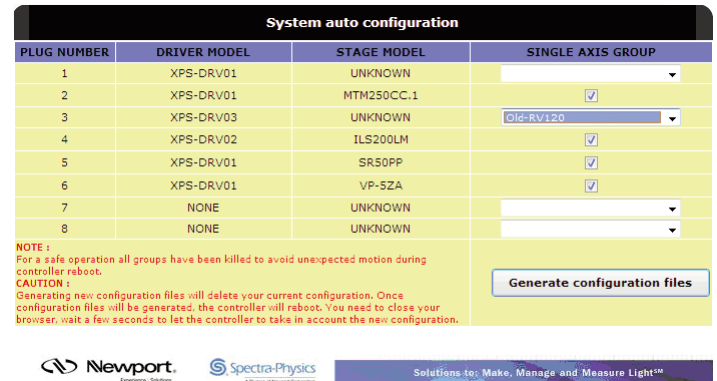 System auto configuration
PLUG NUMBER DRIVER MODEL STAGE MODEL SINGLE AXIS GROUP
1 XPS-DRV01 UNKNOWN
2 XPS-DRV01 MTM250CC.1
3 XPS-DRV03 UNKNOWN Old-RV120
4 XPS-DRV02 ILS200LM
5 XPS-DRV01 SR50PP
6 XPS-DRV01 VP-5ZA
7 NONE UNKNOWN
8 NONE UNKNOWN
NOTE :
For a safe operation all groups have been killed to avoid unexpected motion during
controller reboot.
CAUTION :
Generating new configuration files will delete your current configuration. Once
configuration files will be generated, the controller will reboot. You need to close your
browser, wait a few seconds to let the controller to take in account the new configuration.
Generate configuration files
Newport. Spectra-Physics Solutions to: Make, Manage and Measure Light℠